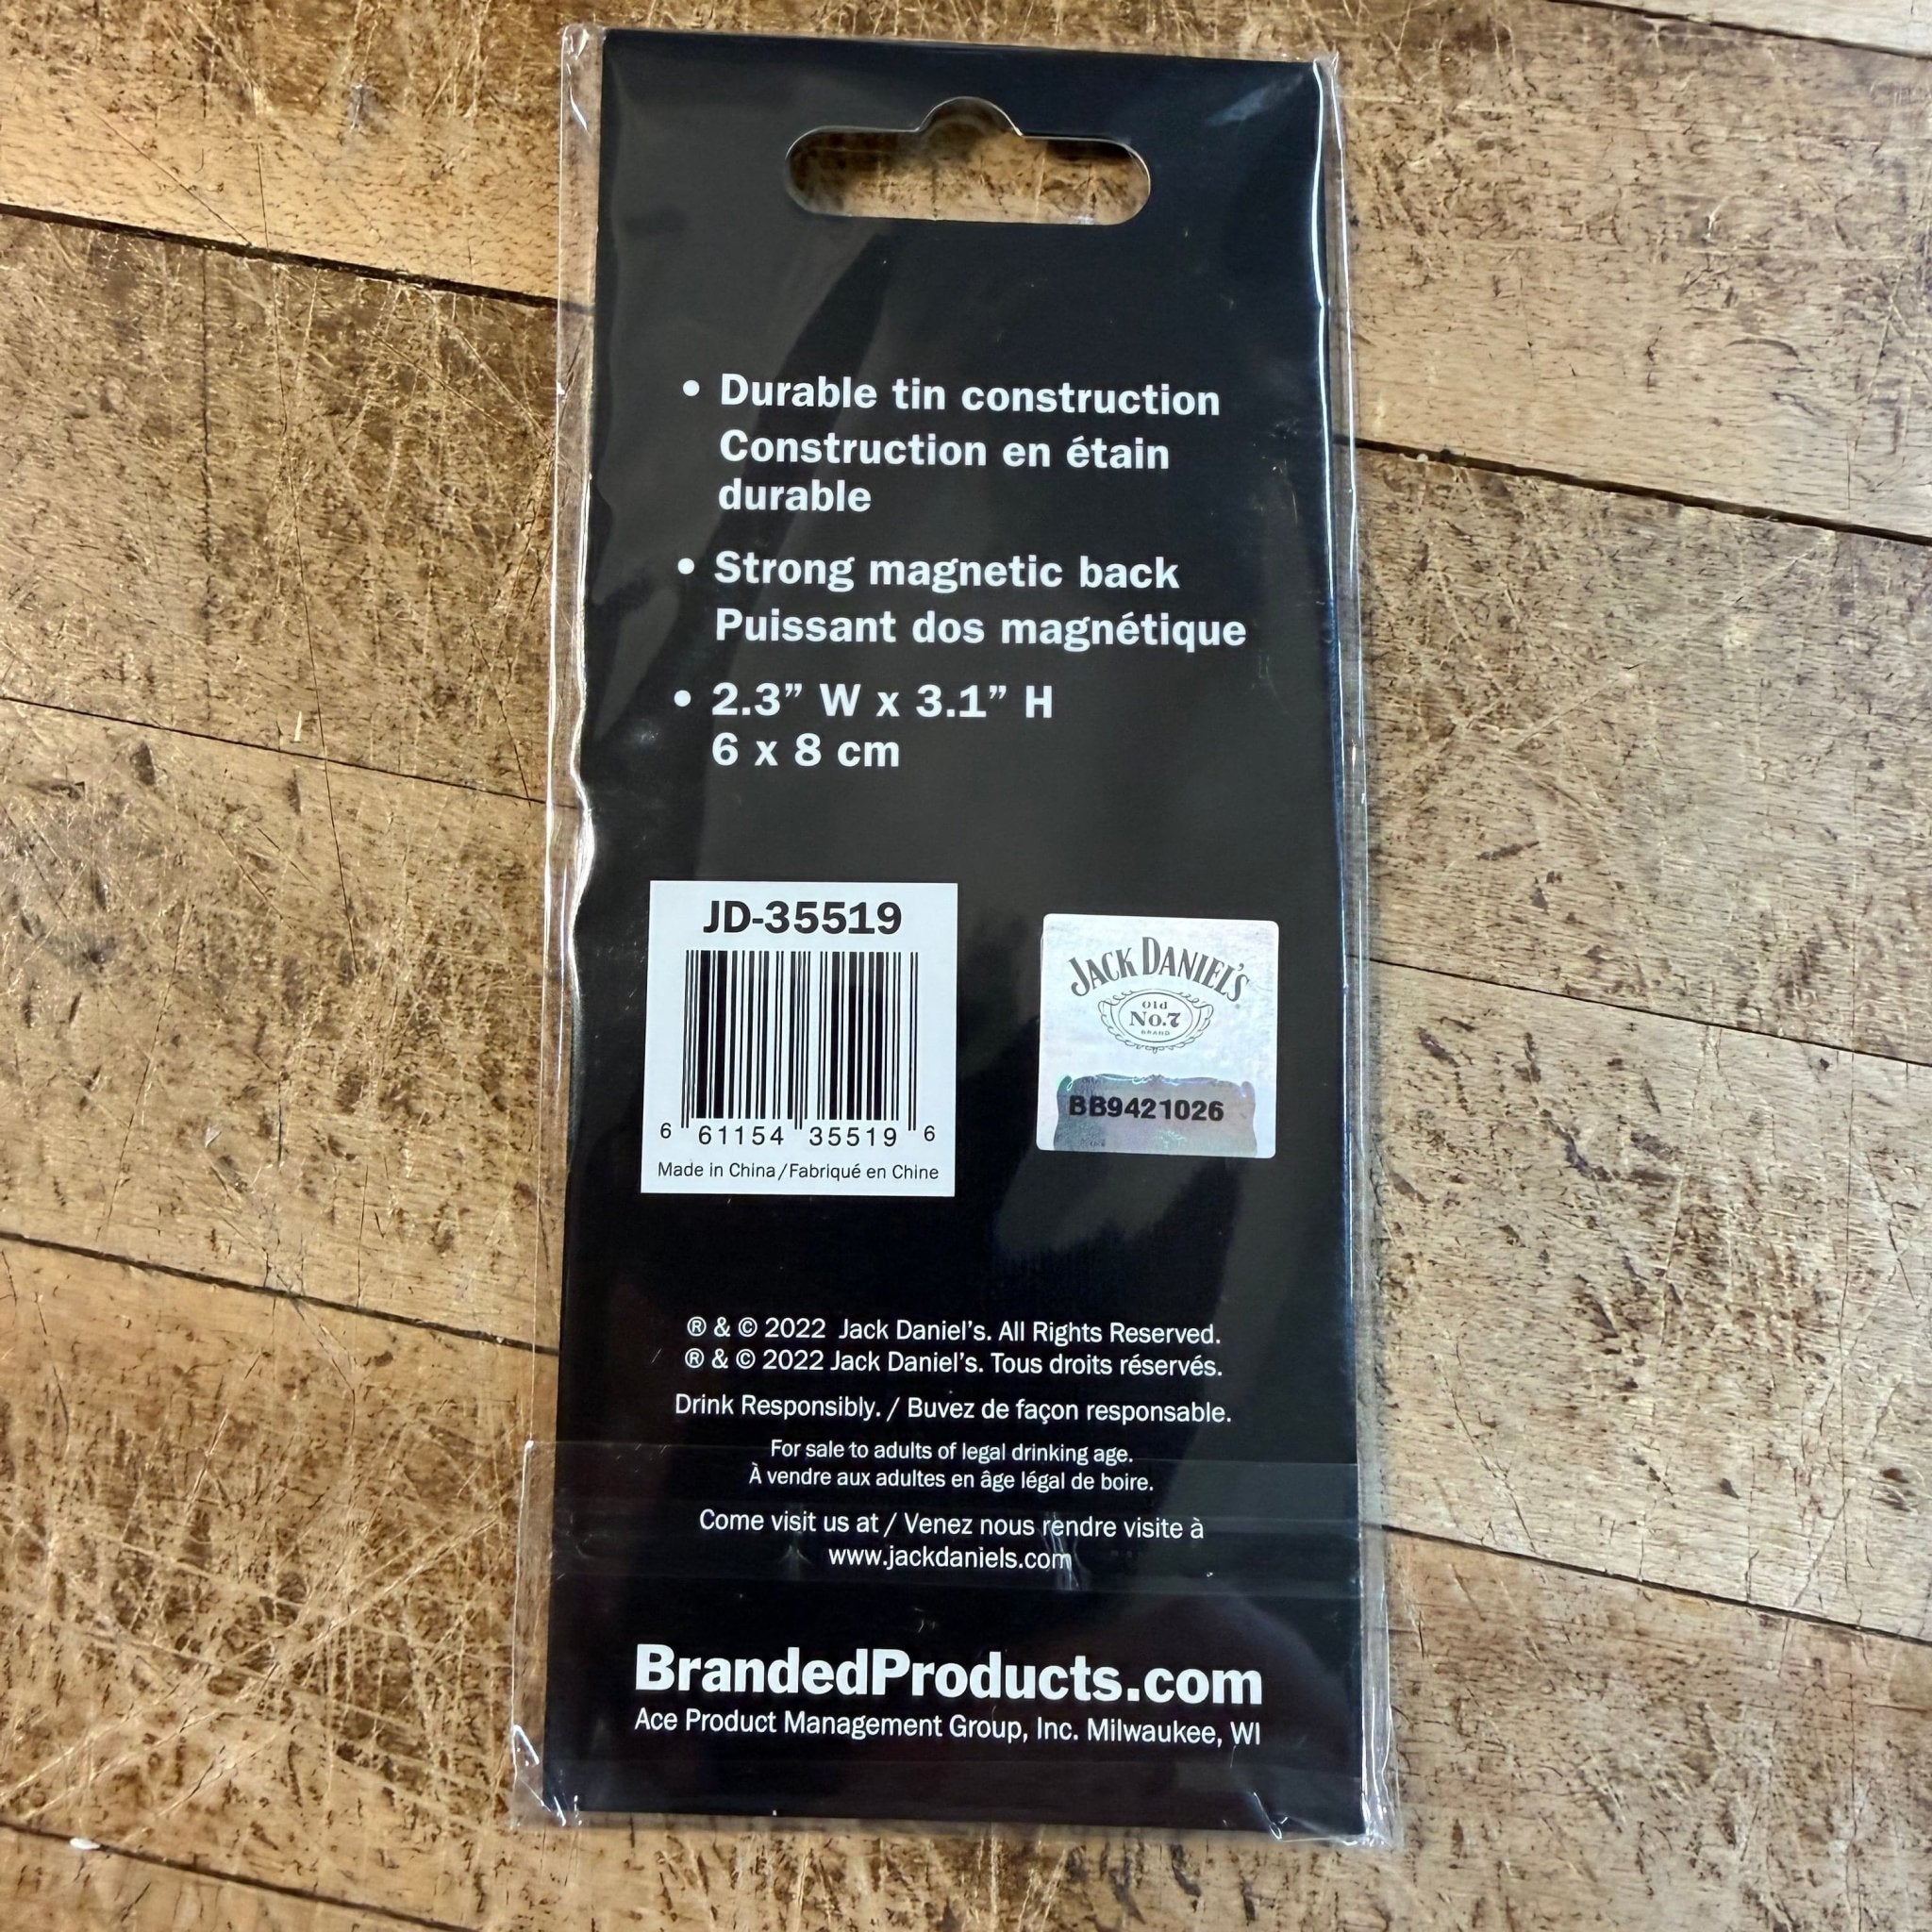 • Durable tin construction
Construction en étain
durable
• Strong magnetic back
Puissant dos magnétique
• 2.3” W x 3.1” H
6 x 8 cm
JD-35519
6 61154 35519 6
Made in China/Fabriqué en Chine
JACK DANIEL'S
Old
No.7
BRAND
BB9421026
® & © 2022 Jack Daniel’s. All Rights Reserved.
® & © 2022 Jack Daniel’s. Tous droits réservés.
Drink Responsibly. / Buvez de façon responsable.
For sale to adults of legal drinking age.
À vendre aux adultes en âge légal de boire.
Come visit us at / Venez nous rendre visite à
www.jackdaniels.com
BrandedProducts.com
Ace Product Management Group, Inc. Milwaukee, WI